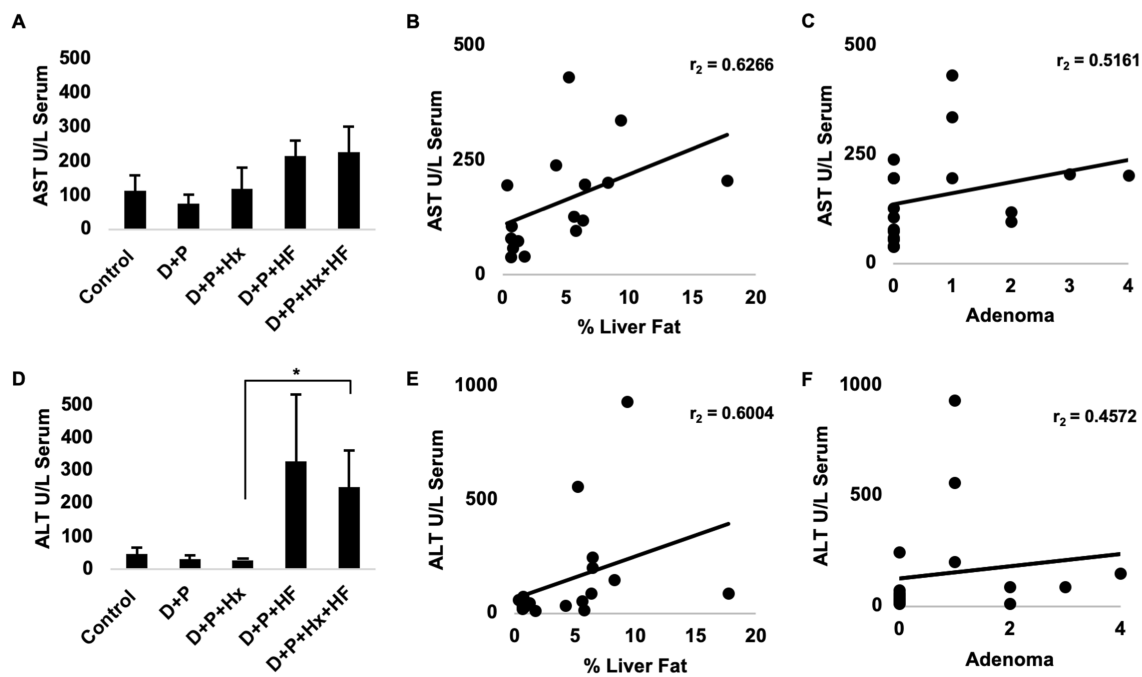 A
AST U/L Serum
500
400
300
200
100
0
Control
D+P
D+P+Hx
D+P+HF
D+P+Hx+HF
B
AST U/L Serum
500
250
0
r2 = 0.6266
0 5 10 15 20
% Liver Fat
C
AST U/L Serum
500
250
0
r2 = 0.5161
0 1 2 3 4
Adenoma
D
ALT U/L Serum
500
400
300
200
100
0
*
Control
D+P
D+P+Hx
D+P+HF
D+P+Hx+HF
E
ALT U/L Serum
1000
500
0
r2 = 0.6004
0 5 10 15 20
% Liver Fat
F
ALT U/L Serum
1000
500
0
r2 = 0.4572
0 2 4
Adenoma